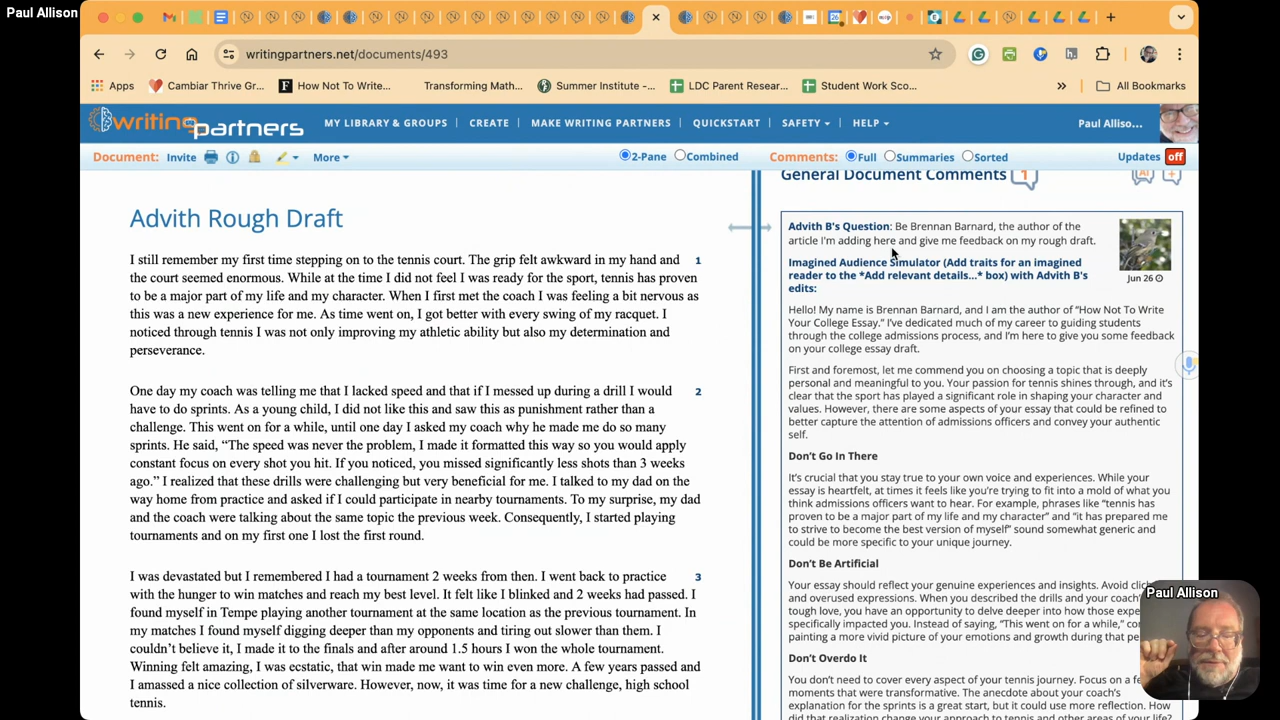 Paul Allison
writingpartners.net/documents/493
Apps
Cambiar Thrive Gr...
How Not To Write...
Transforming Math...
Summer Institute -...
LDC Parent Resear...
Student Work Sco...
»
All Bookmarks
writing partners
MY LIBRARY & GROUPS
CREATE
MAKE WRITING PARTNERS
QUICKSTART
SAFETY
HELP
Paul Alliso...
Document:
Invite
More
2-Pane
Combined
Comments:
Full
Summaries
Sorted
Updates
off
Advith Rough Draft
I still remember my first time stepping on to the tennis court. The grip felt awkward in my hand and
1
the court seemed enormous. While at the time I did not feel I was ready for the sport, tennis has proven
to be a major part of my life and my character. When I first met the coach I was feeling a bit nervous as
this was a new experience for me. As time went on, I got better with every swing of my racquet. I
noticed through tennis I was not only improving my athletic ability but also my determination and
perseverance.
One day my coach was telling me that I lacked speed and that if I messed up during a drill I would
2
have to do sprints. As a young child, I did not like this and saw this as punishment rather than a
challenge. This went on for a while, until one day I asked my coach why he made me do so many
sprints. He said, “The speed was never the problem, I made it formatted this way so you would apply
constant focus on every shot you hit. If you noticed, you missed significantly less shots than 3 weeks
ago.” I realized that these drills were challenging but very beneficial for me. I talked to my dad on the
way home from practice and asked if I could participate in nearby tournaments. To my surprise, my dad
and the coach were talking about the same topic the previous week. Consequently, I started playing
tournaments and on my first one I lost the first round.
I was devastated but I remembered I had a tournament 2 weeks from then. I went back to practice
3
with the hunger to win matches and reach my best level. It felt like I blinked and 2 weeks had passed. I
found myself in Tempe playing another tournament at the same location as the previous tournament. In
my matches I found myself digging deeper than my opponents and tiring out slower than them. I
couldn’t believe it, I made it to the finals and after around 1.5 hours I won the whole tournament.
Winning felt amazing, I was ecstatic, that win made me want to win even more. A few years passed and
I amassed a nice collection of silverware. However, now, it was time for a new challenge, high school
tennis.
General Document Comments
1
Advith B's Question: Be Brennan Barnard, the author of the
article I'm adding here and give me feedback on my rough draft.
Jun 26
Imagined Audience Simulator (Add traits for an imagined
reader to the *Add relevant details...* box) with Advith B's
edits:
Hello! My name is Brennan Barnard, and I am the author of “How Not To Write
Your College Essay.” I’ve dedicated much of my career to guiding students
through the college admissions process, and I’m here to give you some feedback
on your college essay draft.
First and foremost, let me commend you on choosing a topic that is deeply
personal and meaningful to you. Your passion for tennis shines through, and it’s
clear that the sport has played a significant role in shaping your character and
values. However, there are some aspects of your essay that could be refined to
better capture the attention of admissions officers and convey your authentic
self.
Don’t Go In There
It’s crucial that you stay true to your own voice and experiences. While your
essay is heartfelt, at times it feels like you’re trying to fit into a mold of what you
think admissions officers want to hear. For example, phrases like “tennis has
proven to be a major part of my life and my character” and “it has prepared me
to strive to become the best version of myself” sound somewhat generic and
could be more specific to your unique journey.
Don’t Be Artificial
Your essay should reflect your genuine experiences and insights. Avoid
and overused expressions. When you described the drills and your coach
tough love, you have an opportunity to delve deeper into how those
specifically impacted you. Instead of saying, “This went on for a while,”
painting a more vivid picture of your emotions and growth during that
Don’t Overdo It
You don’t need to cover every aspect of your tennis journey. Focus on a
moments that were transformative. The anecdote about your coach’s
explanation for the sprints is a great start, but it could use more reflection. How
did that realization change your approach to tennis and other areas of your life?
Paul Allison